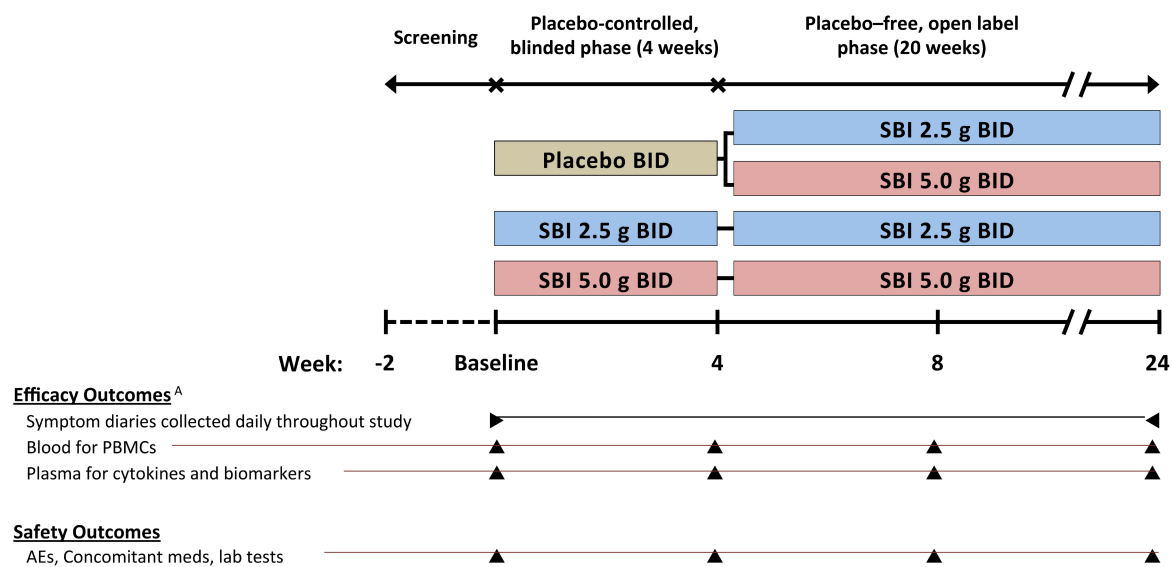 Screening
Placebo-controlled,
blinded phase (4 weeks)
Placebo–free, open label
phase (20 weeks)
SBI 2.5 g BID
Placebo BID
SBI 5.0 g BID
SBI 2.5 g BID
SBI 2.5 g BID
SBI 5.0 g BID
SBI 5.0 g BID
Week:
-2
Baseline
4
8
24
Efficacy Outcomes A
Symptom diaries collected daily throughout study
Blood for PBMCs
Plasma for cytokines and biomarkers
Safety Outcomes
AEs, Concomitant meds, lab tests